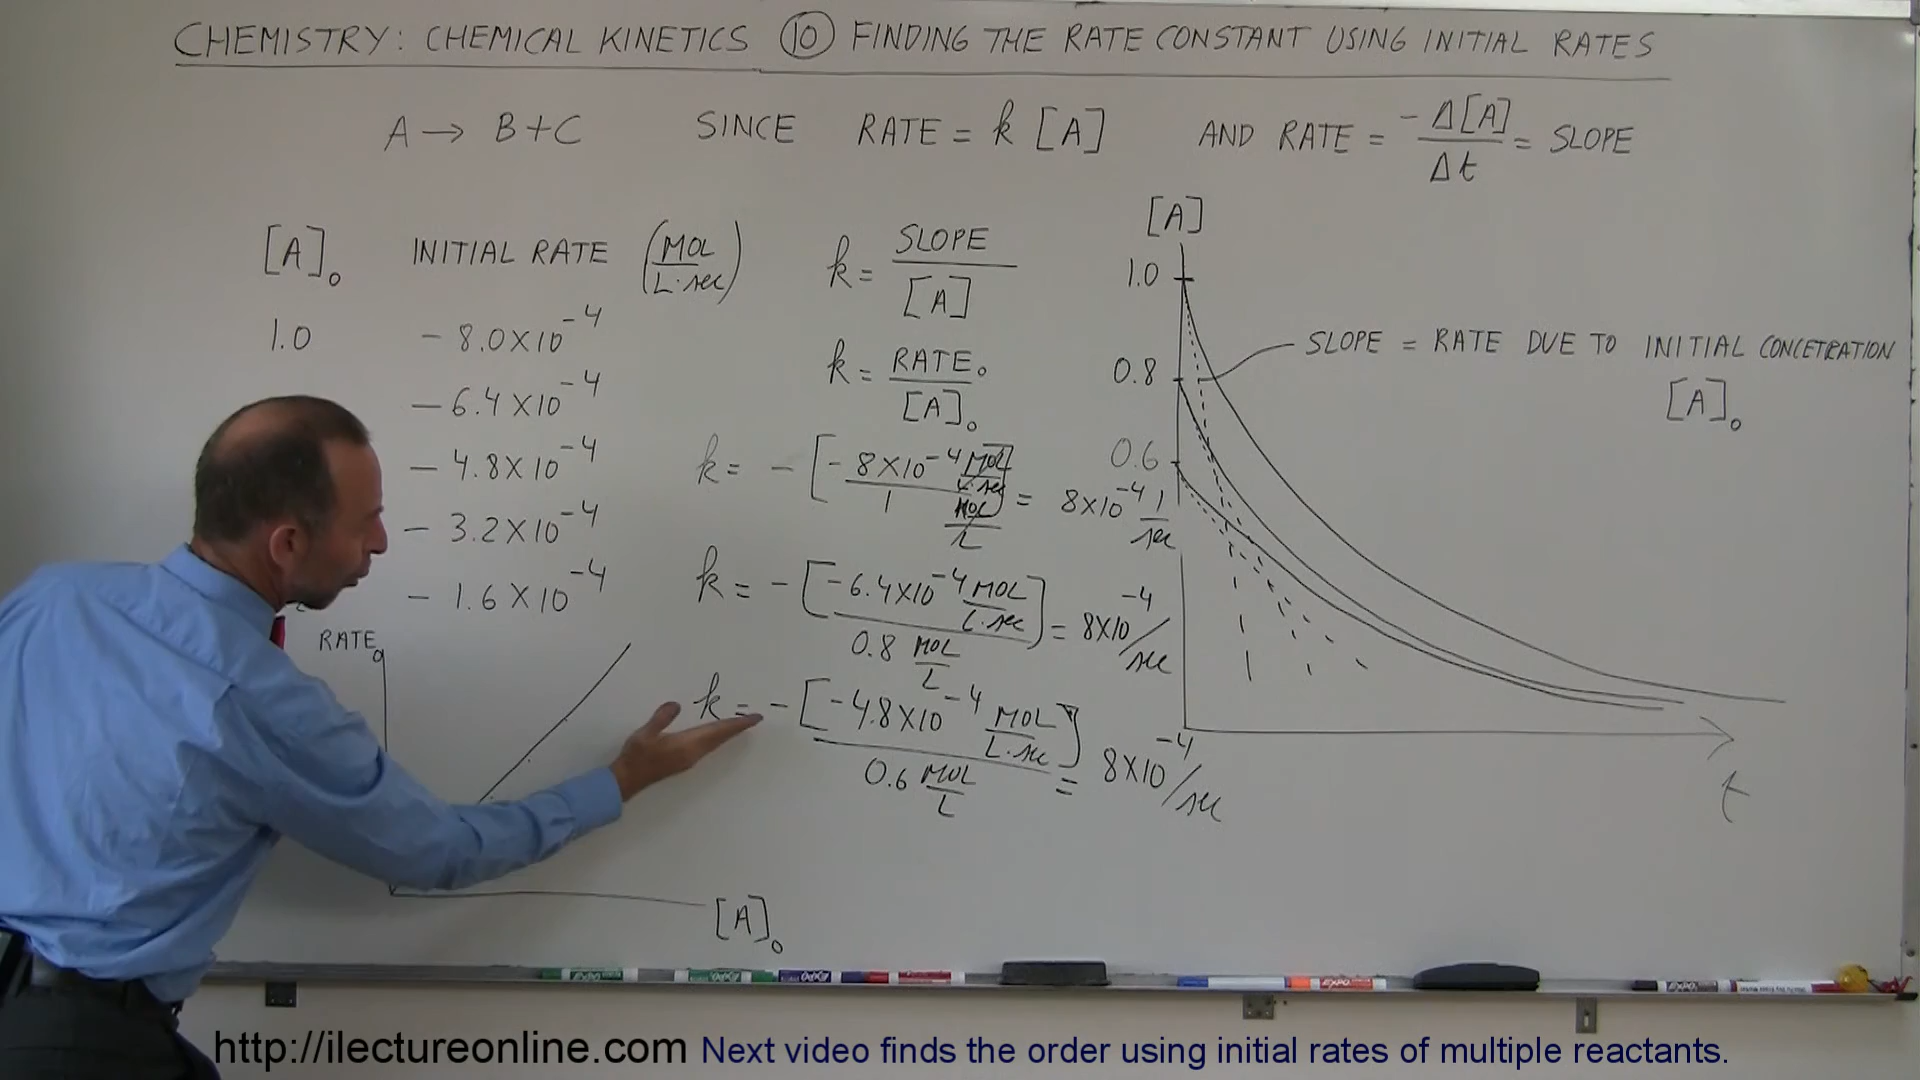 CHEMISTRY: CHEMICAL KINETICS 10 FINDING THE RATE CONSTANT USING INITIAL RATES
A → B + C SINCE RATE = k [A] AND RATE = -Δ[A]/Δt = SLOPE
[A]₀ INITIAL RATE (MOL/L·sec)
1.0 - 8.0×10⁻⁴
- 6.4×10⁻⁴
- 4.8×10⁻⁴
- 3.2×10⁻⁴
- 1.6×10⁻⁴
k = SLOPE/[A]
k = RATE₀/[A]₀
k = -[-8×10⁻⁴ MOL/L·sec / 1 MOL/L] = 8×10⁻⁴ 1/sec
k = -[-6.4×10⁻⁴ MOL/L·sec / 0.8 MOL/L] = 8×10⁻⁴/sec
k = -[-4.8×10⁻⁴ MOL/L·sec / 0.6 MOL/L] = 8×10⁻⁴/sec
[A]
1.0
0.8
0.6
t
SLOPE = RATE DUE TO INITIAL CONCETRATION
[A]₀
RATE₀
[A]₀
EXPO
http://ilectureonline.com Next video finds the order using initial rates of multiple reactants.